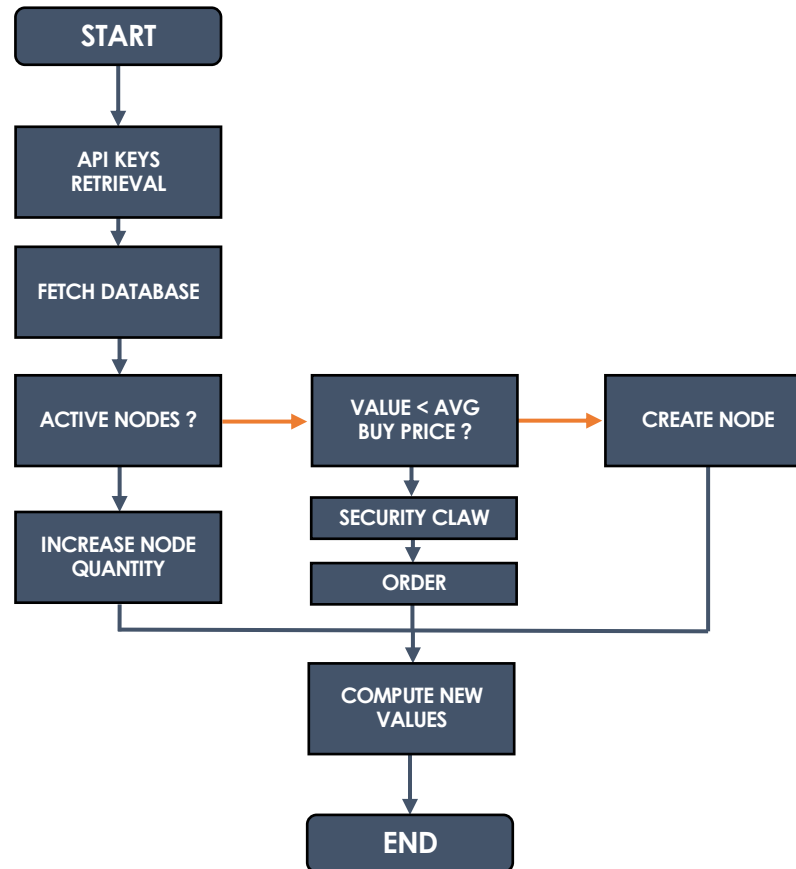 START
API KEYS
RETRIEVAL
FETCH DATABASE
ACTIVE NODES ?
VALUE < AVG
BUY PRICE ?
CREATE NODE
INCREASE NODE
QUANTITY
SECURITY CLAW
ORDER
COMPUTE NEW
VALUES
END